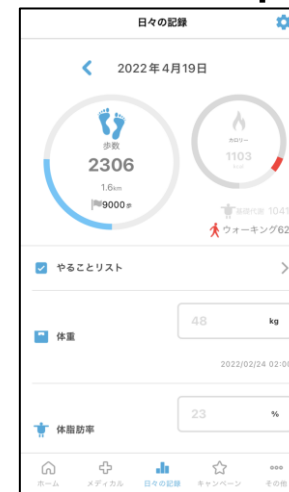 日々の記録
2022年4月19日
歩数
2306
1.6km
9000歩
カロリー
1103
kcal
基礎代謝 1041
ウォーキング62
やることリスト
体重
48 kg
2022/02/24 02:00
体脂肪率
23 %
ホーム メディカル 日々の記録 キャンペーン その他